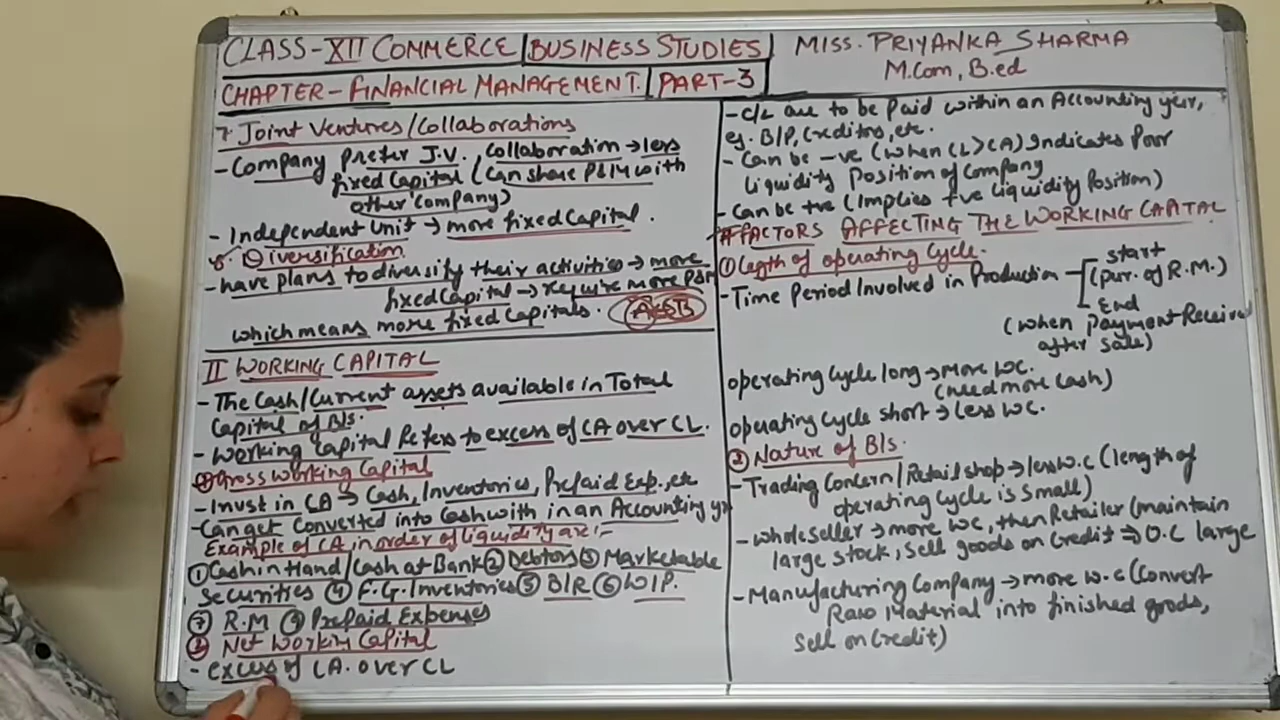 CLASS-XII COMMERCE BUSINESS STUDIES
MISS. PRIYANKA SHARMA
M.Com, B.ed
CHAPTER-FINANCIAL MANAGEMENT. PART-3
7. Joint Ventures/Collaborations
- Company Prefer J.V. Collaboration → less
fixed Capital (Can share P&M with
other Company)
- Independent Unit → more fixed Capital.
8. Diversification
- have plans to diversify their activities → more
fixed Capital → require more P&M
which means more fixed Capitals. Assets
II WORKING CAPITAL
- The Cash/Current assets available in Total
Capital of B/s.
- Working Capital Refers to excess of CA over CL.
① Gross Working Capital
- Invest in CA → Cash, Inventories, Prepaid Exp., etc
- Can get Converted into Cash with in an Accounting yr
Example of CA in order of liquidity are:-
① Cash in Hand/Cash at Bank ② Debtors ③ Marketable
Securities ④ F.G. Inventories ⑤ B/R ⑥ WIP.
⑦ R.M Prepaid Expenses
② Net Working Capital
- excess of CA. over CL
- C/L are to be Paid within an Accounting year,
eg. B/P, Creditors, etc.
- Can be -ve (when CL>CA) Indicates Poor
liquidity Position of Company
- Can be +ve (Implies +ve liquidity Position)
# FACTORS AFFECTING THE WORKING CAPITAL
① Legth of operating Cycle.
- Time Period Involved in Production
start
(Pur. of R.M.)
End
(when Payment Received
after sale)
operating Cycle long → More WC.
(need more Cash)
operating Cycle short → Less WC.
② Nature of B/s.
- Trading Concern/Retail shop → less w.c (length of
operating cycle is small)
- wholeseller → more WC, then Retailer (maintain
large stock, sell goods on Credit ⇒ O.C large
- Manufacturing Company → more w.c (Convert
Raw Material into finished goods,
sell on Credit)